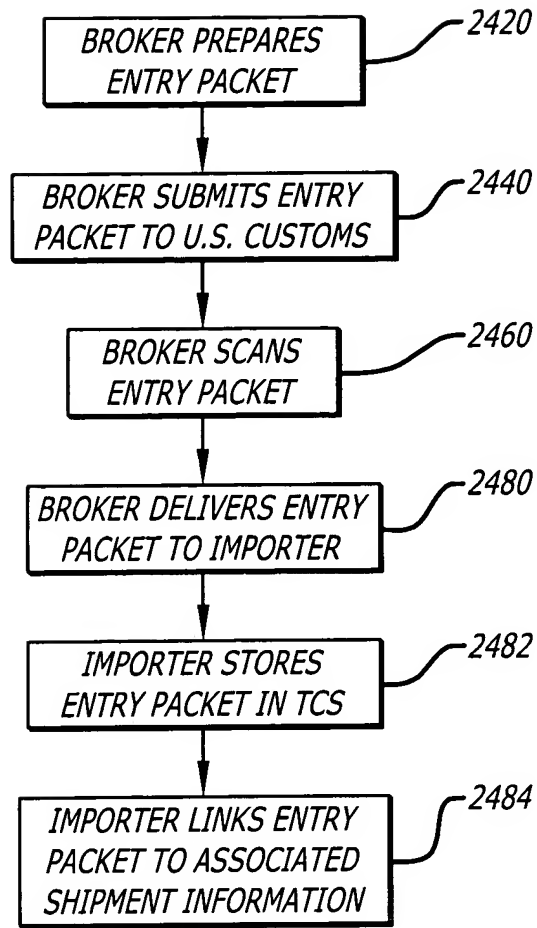 BROKER PREPARES
ENTRY PACKET
2420
BROKER SUBMITS ENTRY
PACKET TO U.S. CUSTOMS
2440
BROKER SCANS
ENTRY PACKET
2460
BROKER DELIVERS ENTRY
PACKET TO IMPORTER
2480
IMPORTER STORES
ENTRY PACKET IN TCS
2482
IMPORTER LINKS ENTRY
PACKET TO ASSOCIATED
SHIPMENT INFORMATION
2484